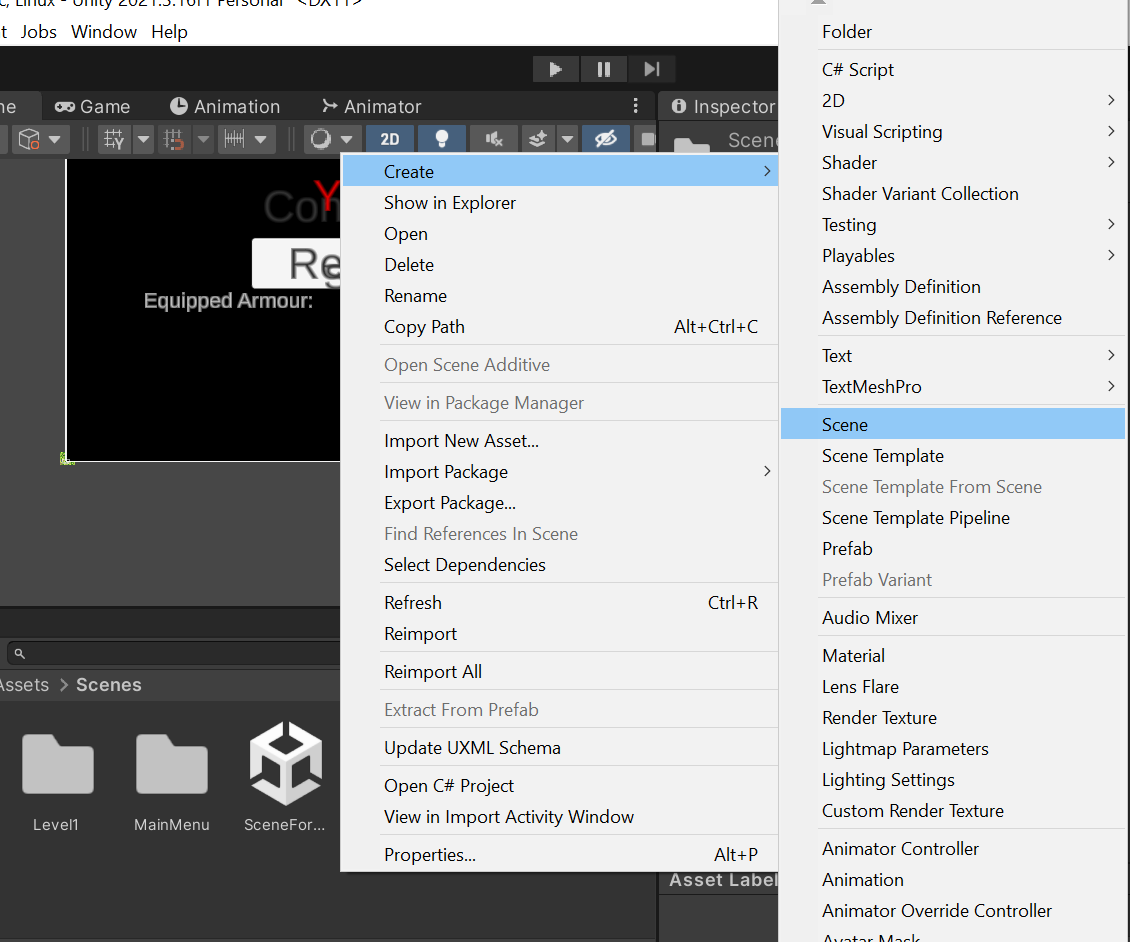 c, Linux - Unity 2021.3.16f1 Personal <DX11>
t Jobs Window Help
ne Game Animation Animator
Inspector
2D
Scen
Y
Con
Re
Equipped Armour:
Assets > Scenes
Level1
MainMenu
SceneFor...
Asset Label
Create
Show in Explorer
Open
Delete
Rename
Copy Path Alt+Ctrl+C
Open Scene Additive
View in Package Manager
Import New Asset...
Import Package
Export Package...
Find References In Scene
Select Dependencies
Refresh Ctrl+R
Reimport
Reimport All
Extract From Prefab
Update UXML Schema
Open C# Project
View in Import Activity Window
Properties... Alt+P
Folder
C# Script
2D
Visual Scripting
Shader
Shader Variant Collection
Testing
Playables
Assembly Definition
Assembly Definition Reference
Text
TextMeshPro
Scene
Scene Template
Scene Template From Scene
Scene Template Pipeline
Prefab
Prefab Variant
Audio Mixer
Material
Lens Flare
Render Texture
Lightmap Parameters
Lighting Settings
Custom Render Texture
Animator Controller
Animation
Animator Override Controller
Avatar Mask